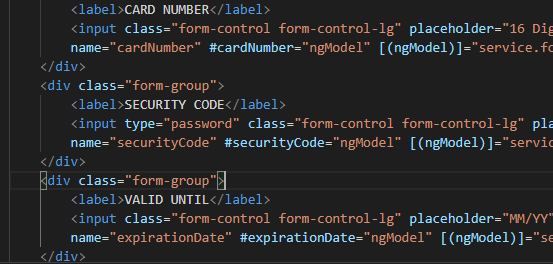 <label>CARD NUMBER</label>
<input class="form-control form-control-lg" placeholder="16 Dig
name="cardNumber" #cardNumber="ngModel" [(ngModel)]="service.fo
</div>
<div class="form-group">
<label>SECURITY CODE</label>
<input type="password" class="form-control form-control-lg" pla
name="securityCode" #securityCode="ngModel" [(ngModel)]="servic
</div>
<div class="form-group">
<label>VALID UNTIL</label>
<input class="form-control form-control-lg" placeholder="MM/YY"
name="expirationDate" #expirationDate="ngModel" [(ngModel)]="se
</div>